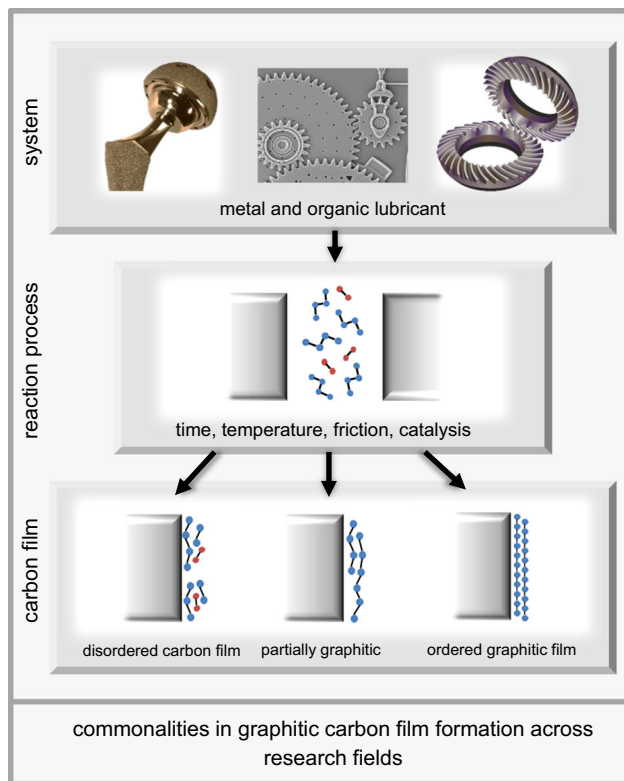 system
metal and organic lubricant
reaction process
time, temperature, friction, catalysis
carbon film
disordered carbon film
partially graphitic
ordered graphitic film
commonalities in graphitic carbon film formation across
research fields